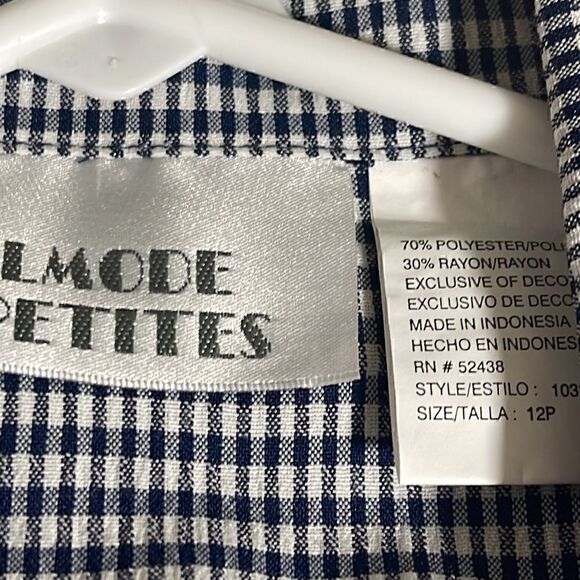 LMODE
PETITES
70% POLYESTER/POLI
30% RAYON/RAYON
EXCLUSIVE OF DECO
EXCLUSIVO DE DECO
MADE IN INDONESIA
HECHO EN INDONES
RN # 52438
STYLE/ESTILO : 103
SIZE/TALLA : 12P